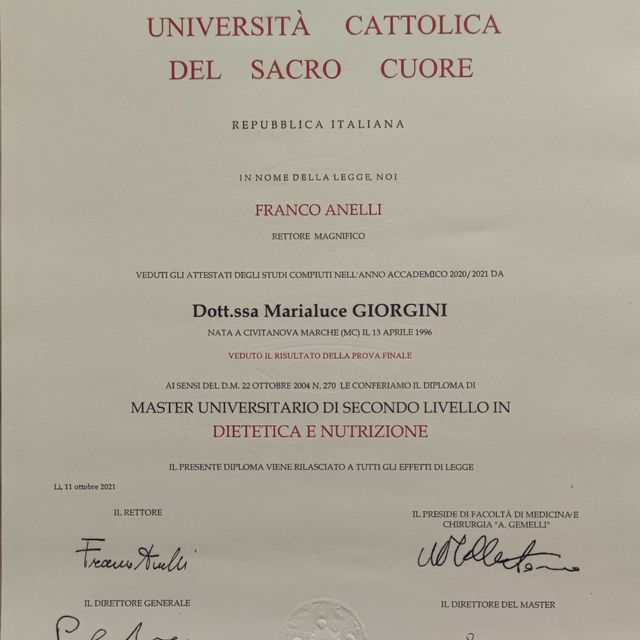 UNIVERSITÀ CATTOLICA
DEL SACRO CUORE
REPUBBLICA ITALIANA
IN NOME DELLA LEGGE, NOI
FRANCO ANELLI
RETTORE MAGNIFICO
VEDUTI GLI ATTESTATI DEGLI STUDI COMPIUTI NELL'ANNO ACCADEMICO 2020/2021 DA
Dott.ssa Marialuce GIORGINI
NATA A CIVITANOVA MARCHE (MC) IL 13 APRILE 1996
VEDUTO IL RISULTATO DELLA PROVA FINALE
AI SENSI DEL D.M. 22 OTTOBRE 2004 N. 270 LE CONFERIAMO IL DIPLOMA DI
MASTER UNIVERSITARIO DI SECONDO LIVELLO IN
DIETETICA E NUTRIZIONE
IL PRESENTE DIPLOMA VIENE RILASCIATO A TUTTI GLI EFFETTI DI LEGGE
Lì, 11 ottobre 2021
IL RETTORE
IL PRESIDE DI FACOLTÀ DI MEDICINA E
CHIRURGIA "A. GEMELLI"
Franco Anelli
IL DIRETTORE GENERALE
IL DIRETTORE DEL MASTER